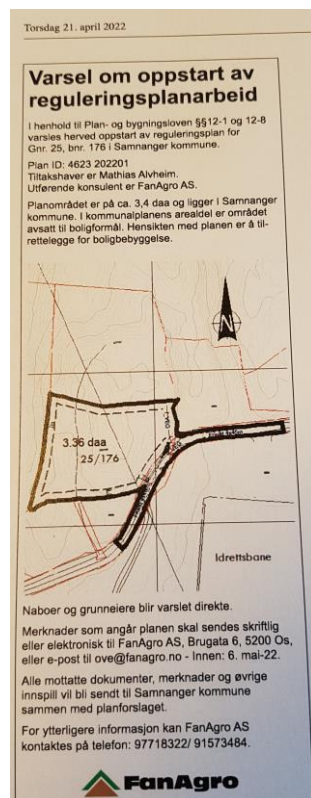 Torsdag 21. april 2022
Varsel om oppstart av
reguleringsplanarbeid
I henhold til Plan- og bygningsloven §§12-1 og 12-8
varsles herved oppstart av reguleringsplan for
Gnr. 25, bnr. 176 i Samnanger kommune.
Plan ID: 4623 202201
Tiltakshaver er Mathias Alvheim.
Utførende konsulent er FanAgro AS.
Planområdet er på ca. 3,4 daa og ligger i Samnanger
kommune. I kommunalplanens arealdel er området
avsatt til boligformål. Hensikten med planen er å til-
rettelegge for boligbebyggelse.
N
3.36 daa
25/176
Idrettsbane
Naboer og grunneiere blir varslet direkte.
Merknader som angår planen skal sendes skriftlig
eller elektronisk til FanAgro AS, Brugata 6, 5200 Os,
eller e-post til ove@fanagro.no - Innen: 6. mai-22.
Alle mottatte dokumenter, merknader og øvrige
innspill vil bli sendt til Samnanger kommune
sammen med planforslaget.
For ytterligere informasjon kan FanAgro AS
kontaktes på telefon: 97718322/ 91573484.
FanAgro